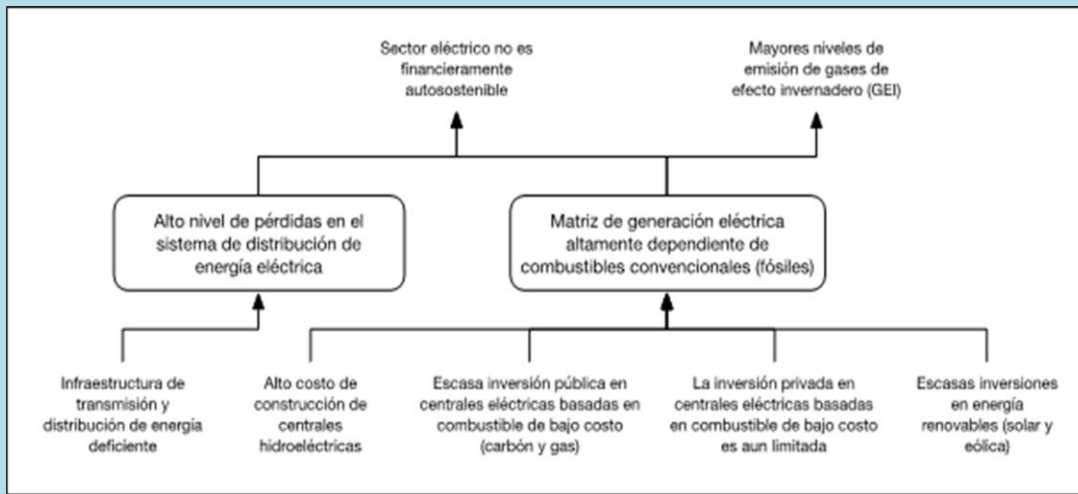 Sector eléctrico no es
financieramente
autosostenible
Mayores niveles de
emisión de gases de
efecto invernadero (GEI)
Alto nivel de pérdidas en el
sistema de distribución de
energía eléctrica
Matriz de generación eléctrica
altamente dependiente de
combustibles convencionales (fósiles)
Infraestructura de
transmisión y
distribución de energía
deficiente
Alto costo de
construcción de
centrales
hidroeléctricas
Escasa inversión pública en
centrales eléctricas basadas en
combustible de bajo costo
(carbón y gas)
La inversión privada en
centrales eléctricas basadas
en combustible de bajo costo
es aun limitada
Escasas inversiones
en energía
renovables (solar y
eólica)